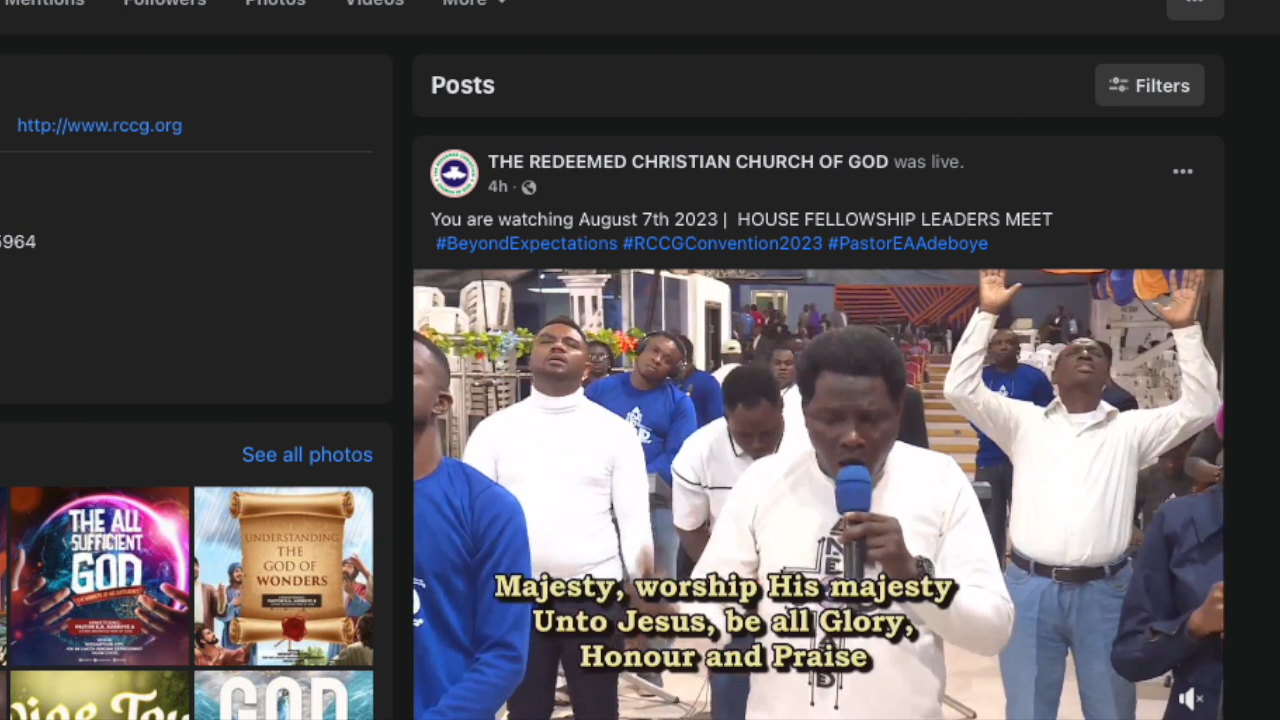 Mentions Followers Photos Videos More
Posts
Filters
http://www.rccg.org
THE REDEEMED CHRISTIAN CHURCH OF GOD was live.
4h ·
You are watching August 7th 2023 | HOUSE FELLOWSHIP LEADERS MEET
#BeyondExpectations #RCCGConvention2023 #PastorEAAdeboye
5964
See all photos
THE ALL
SUFFICIENT
GOD
UNDERSTANDING
THE
GOD OF
WONDERS
Majesty, worship His majesty
Unto Jesus, be all Glory,
Honour and Praise
GOD